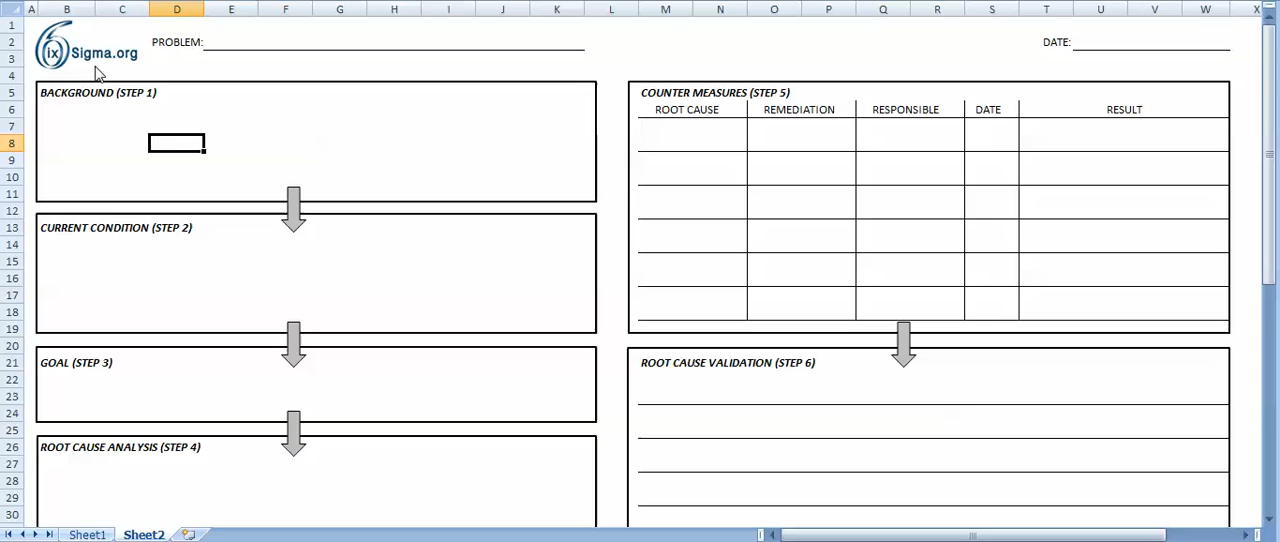 A B C D E F G H I J K L M N O P Q R S T U V W X
1
6ixSigma.org
2
PROBLEM:
DATE:
3
4
5
BACKGROUND (STEP 1)
6
7
8
9
10
11
12
13
CURRENT CONDITION (STEP 2)
14
15
16
17
18
19
20
21
GOAL (STEP 3)
22
23
24
25
26
ROOT CAUSE ANALYSIS (STEP 4)
27
28
29
30
COUNTER MEASURES (STEP 5)
ROOT CAUSE REMEDIATION RESPONSIBLE DATE RESULT
ROOT CAUSE VALIDATION (STEP 6)
Sheet1 Sheet2